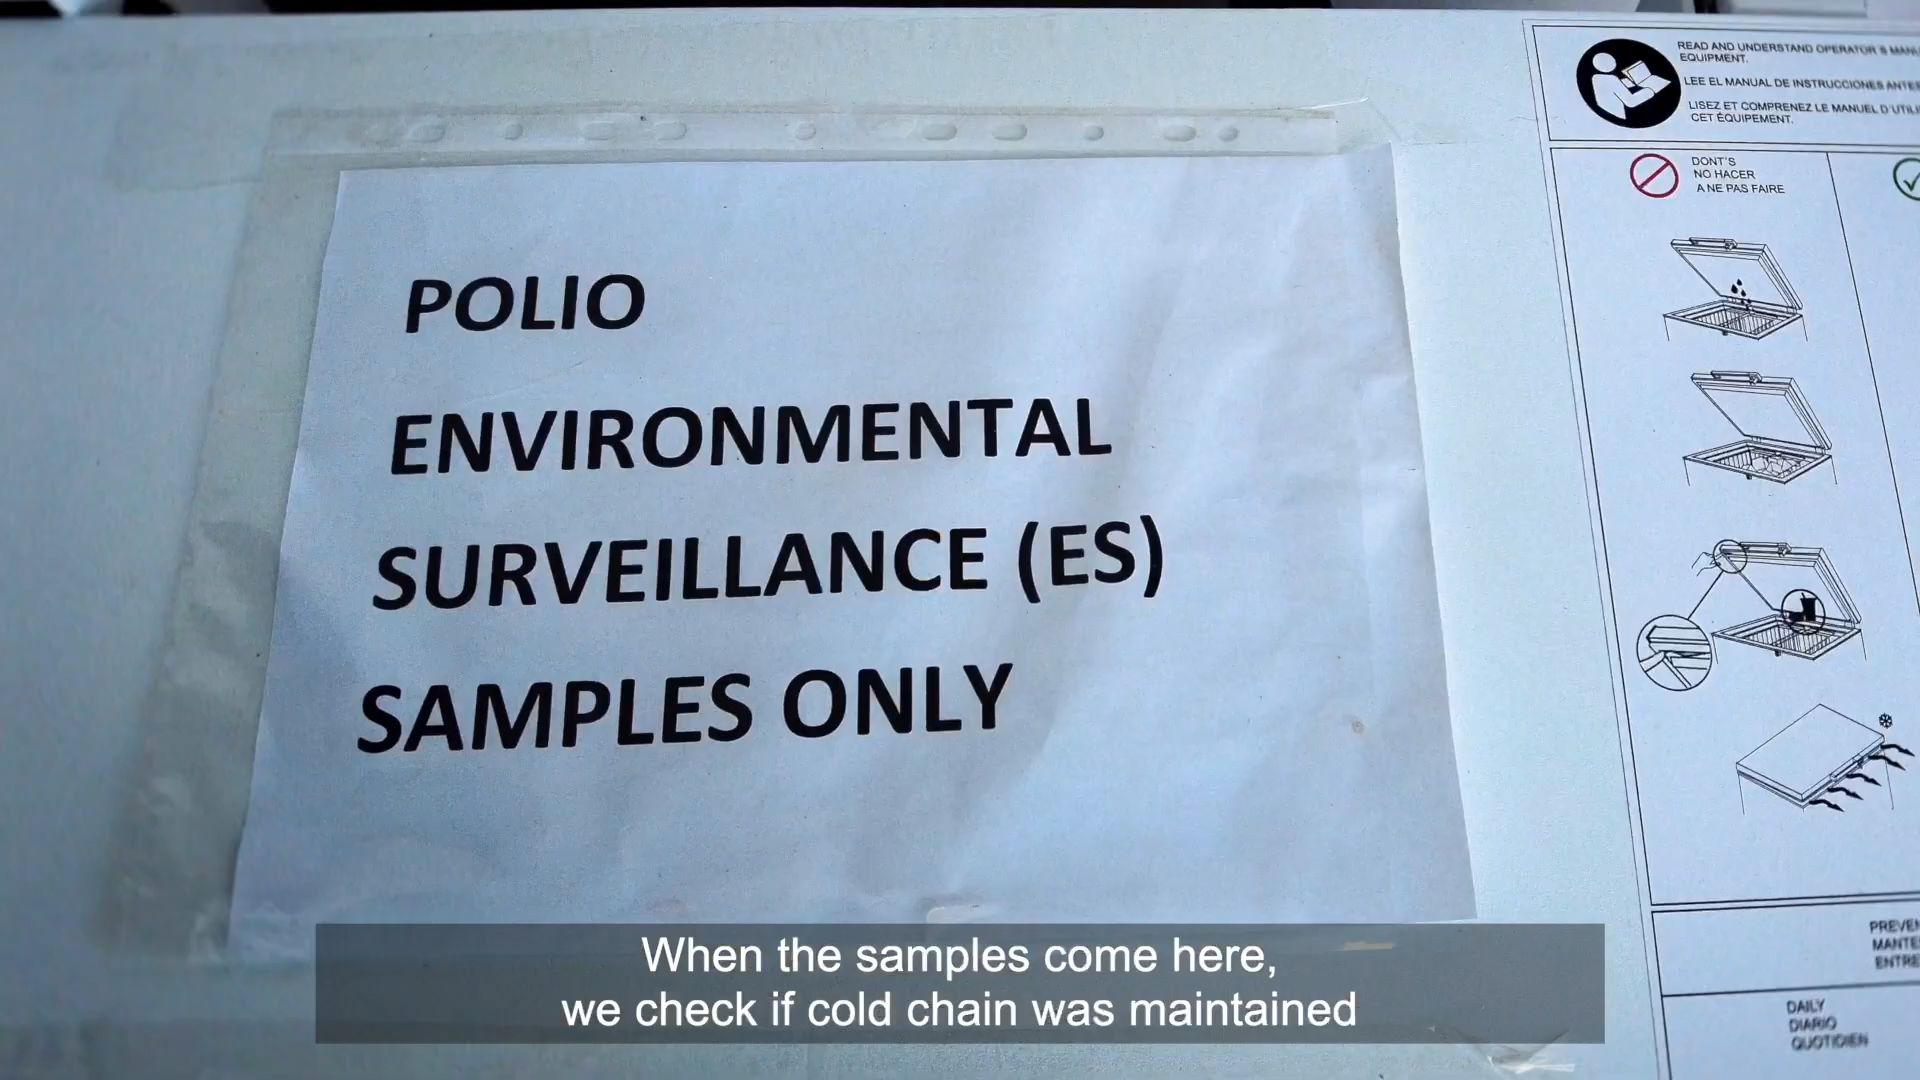 POLIO
ENVIRONMENTAL
SURVEILLANCE (ES)
SAMPLES ONLY
READ AND UNDERSTAND OPERATOR'S
EQUIPMENT.
LEE EL MANUAL DE INSTRUCCIONES
LISEZ ET COMPRENEZ LE MANUEL
CET ÉQUIPEMENT.
DONT'S
NO HACER
A NE PAS FAIRE
DAILY
DIARIO
QUOTIDIEN
When the samples come here,
we check if cold chain was maintained